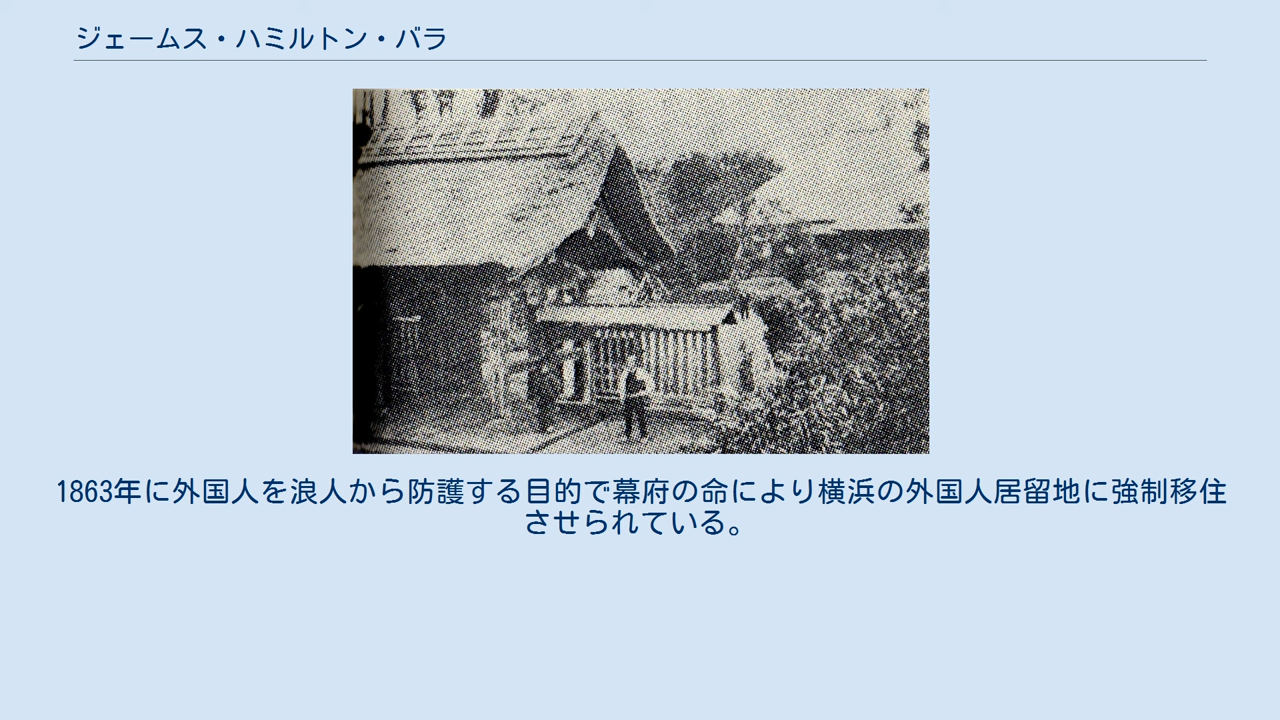 ジェームス・ハミルトン・バラ
1863年に外国人を浪人から防護する目的で幕府の命により横浜の外国人居留地に強制移住
させられている。